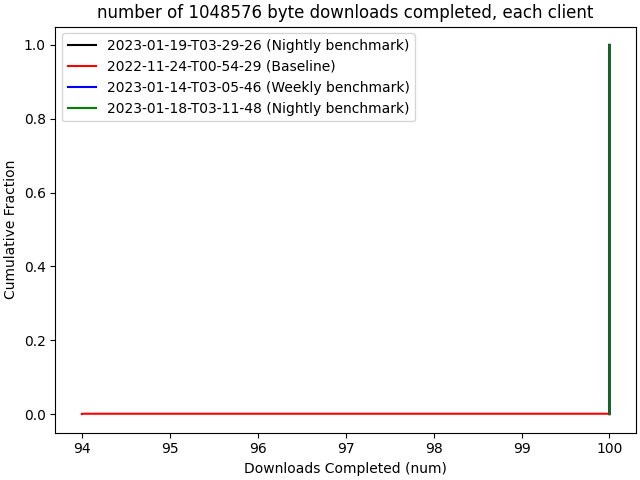 number of 1048576 byte downloads completed, each client
2023-01-19-T03-29-26 (Nightly benchmark)
2022-11-24-T00-54-29 (Baseline)
2023-01-14-T03-05-46 (Weekly benchmark)
2023-01-18-T03-11-48 (Nightly benchmark)
Cumulative Fraction
1.0
0.8
0.6
0.4
0.2
0.0
94 95 96 97 98 99 100
Downloads Completed (num)